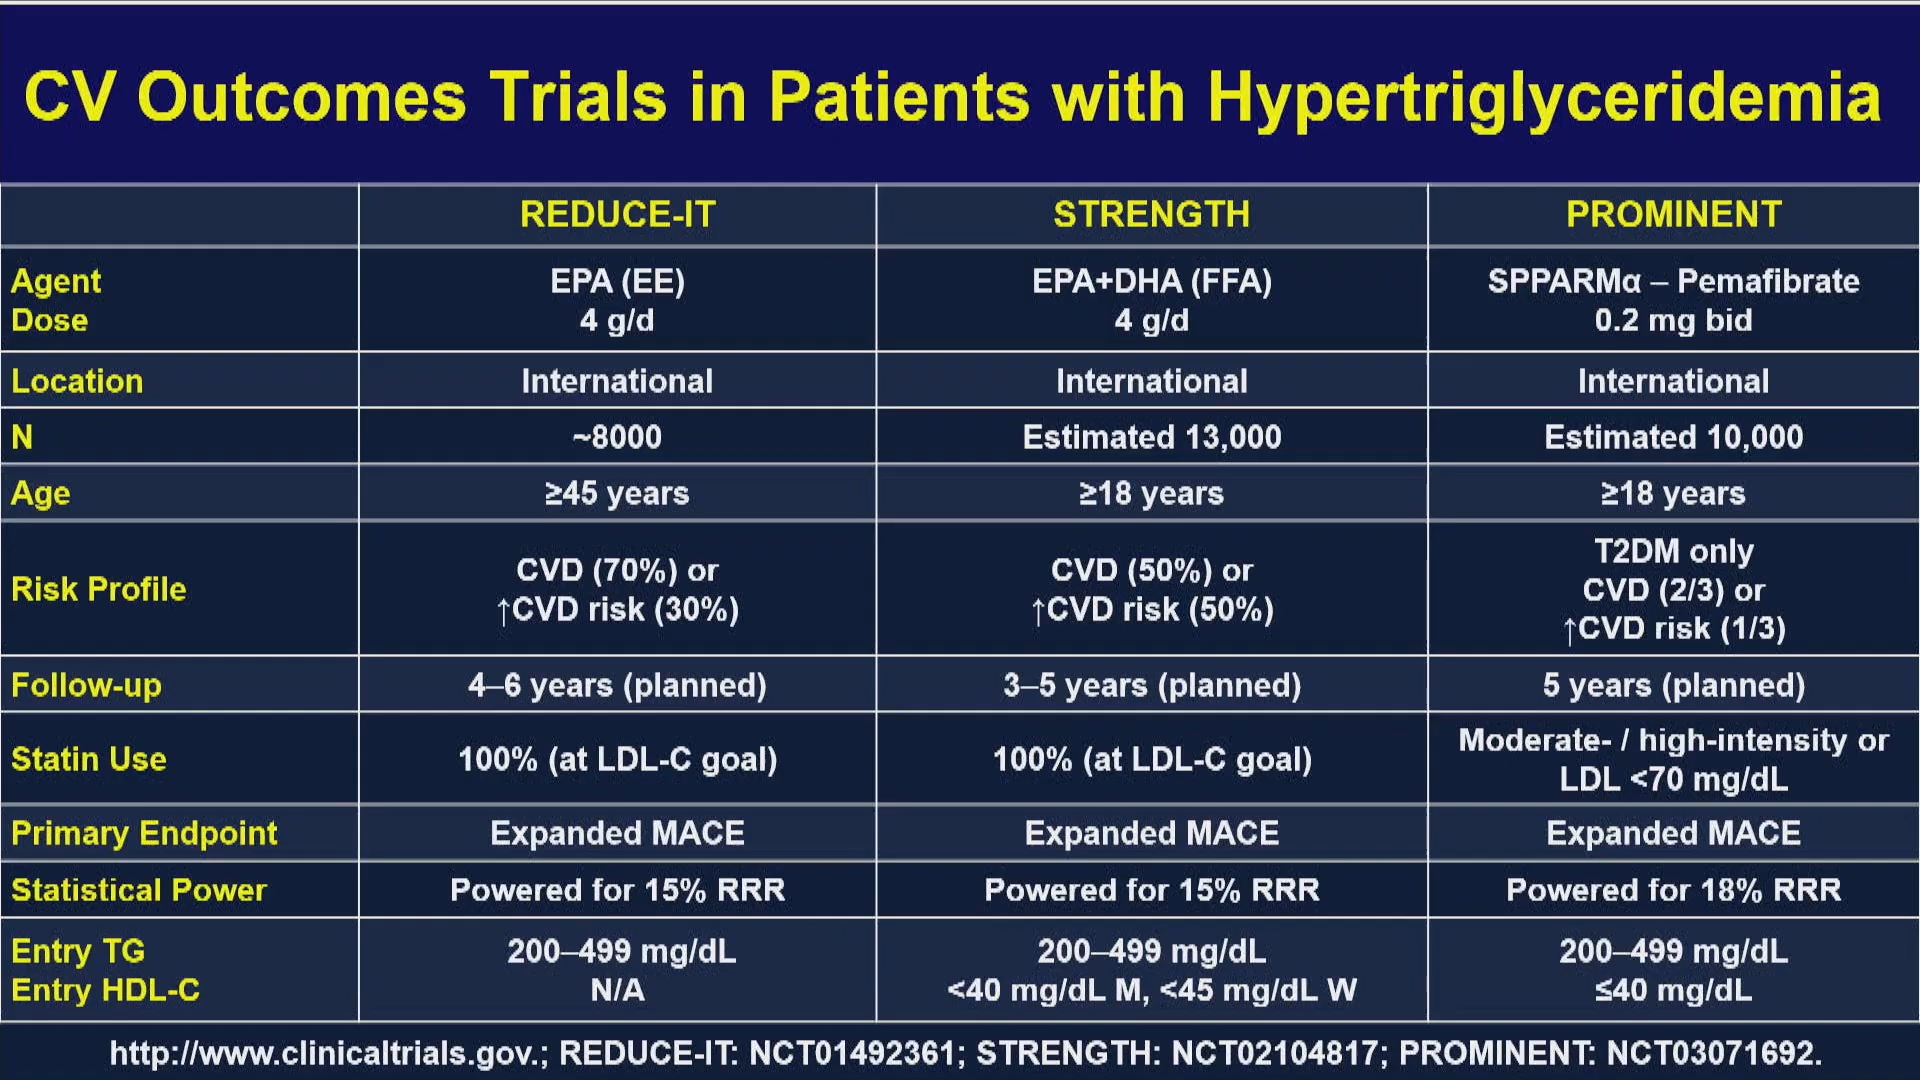 CV Outcomes Trials in Patients with Hypertriglyceridemia
REDUCE-IT STRENGTH PROMINENT
Agent EPA (EE) EPA+DHA (FFA) SPPARMα – Pemafibrate
Dose 4 g/d 4 g/d 0.2 mg bid
Location International International International
N ~8000 Estimated 13,000 Estimated 10,000
Age ≥45 years ≥18 years ≥18 years
Risk Profile
CVD (70%) or
↑CVD risk (30%)
CVD (50%) or
↑CVD risk (50%)
T2DM only
CVD (2/3) or
↑CVD risk (1/3)
Follow-up 4–6 years (planned) 3–5 years (planned) 5 years (planned)
Statin Use 100% (at LDL-C goal) 100% (at LDL-C goal)
Moderate- / high-intensity or
LDL <70 mg/dL
Primary Endpoint Expanded MACE Expanded MACE Expanded MACE
Statistical Power Powered for 15% RRR Powered for 15% RRR Powered for 18% RRR
Entry TG 200–499 mg/dL 200–499 mg/dL 200–499 mg/dL
Entry HDL-C N/A <40 mg/dL M, <45 mg/dL W ≤40 mg/dL
http://www.clinicaltrials.gov.; REDUCE-IT: NCT01492361; STRENGTH: NCT02104817; PROMINENT: NCT03071692.